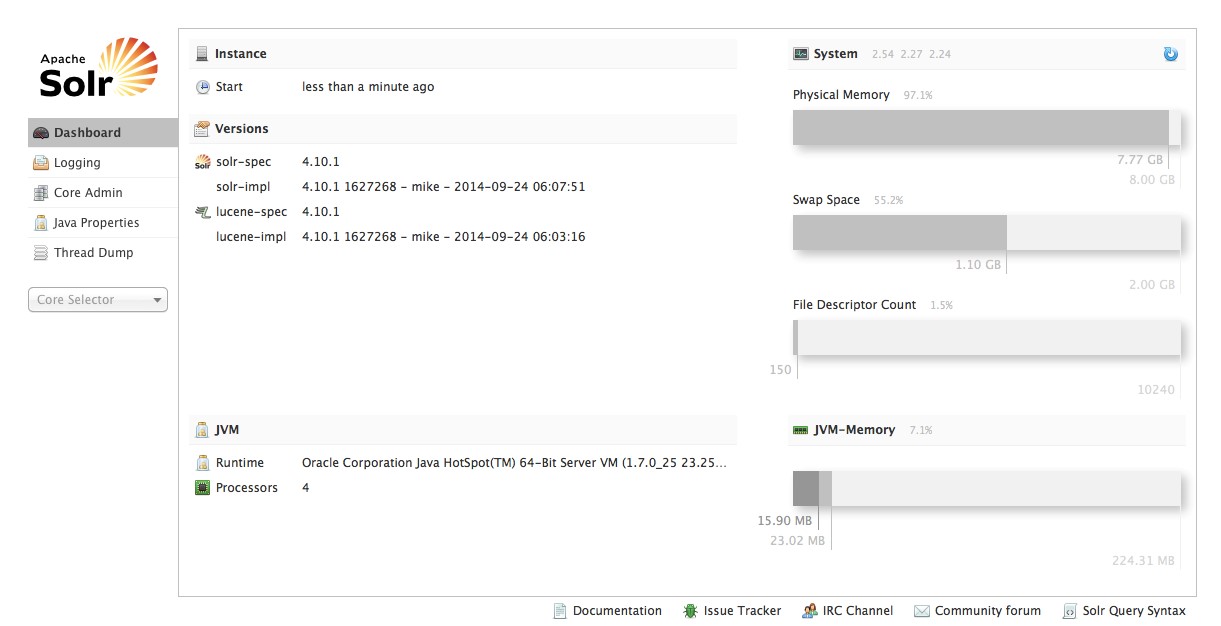 Apache
Solr
Dashboard
Logging
Core Admin
Java Properties
Thread Dump
Core Selector
Instance
Start less than a minute ago
Versions
Solr solr-spec 4.10.1
solr-impl 4.10.1 1627268 - mike - 2014-09-24 06:07:51
lucene-spec 4.10.1
lucene-impl 4.10.1 1627268 - mike - 2014-09-24 06:03:16
JVM
Runtime Oracle Corporation Java HotSpot(TM) 64-Bit Server VM (1.7.0_25 23.25...
Processors 4
System 2.54 2.27 2.24
Physical Memory 97.1%
7.77 GB
8.00 GB
Swap Space 55.2%
1.10 GB
2.00 GB
File Descriptor Count 1.5%
150
10240
JVM-Memory 7.1%
15.90 MB
23.02 MB
224.31 MB
Documentation Issue Tracker IRC Channel Community forum Solr Query Syntax